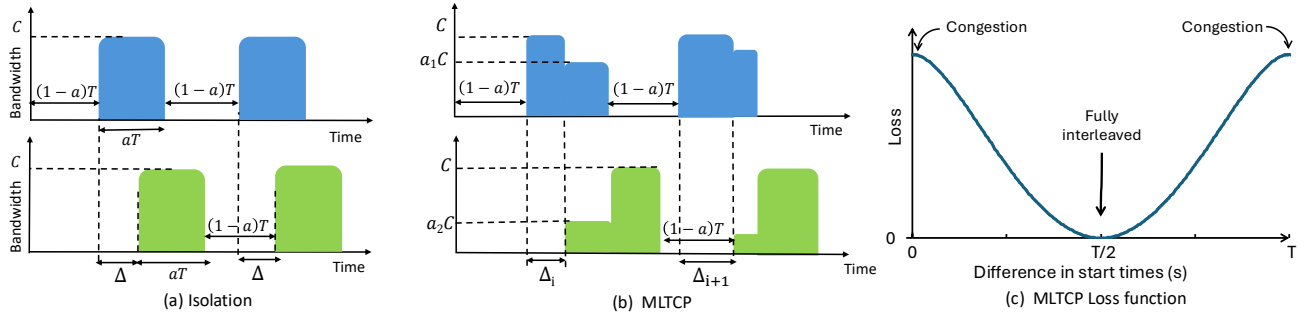 C
Bandwidth
(1−a)T
(1−a)T
aT
Time
C
Bandwidth
(1−a)T
Δ
aT
Δ
Time
(a) Isolation
C
a₁C
(1−a)T
(1−a)T
Time
C
a₂C
(1−a)T
Time
Δᵢ
Δᵢ₊₁
(b) MLTCP
Congestion
Congestion
Loss
Fully
interleaved
0
0
T/2
T
Difference in start times (s)
(c) MLTCP Loss function